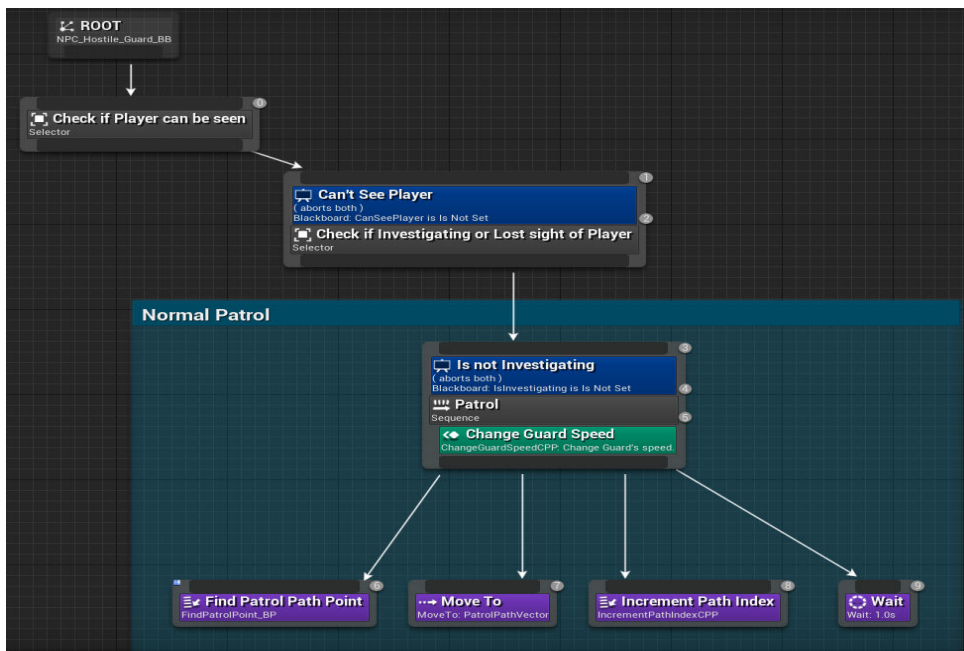 ROOT
NPC_Hostile_Guard_BB
0
Check if Player can be seen
Selector
1
Can't See Player
( aborts both )
Blackboard: CanSeePlayer is Is Not Set
2
Check if Investigating or Lost sight of Player
Selector
Normal Patrol
3
Is not Investigating
( aborts both )
Blackboard: IsInvestigating is Is Not Set
4
Patrol
Sequence
5
Change Guard Speed
ChangeGuardSpeedCPP: Change Guard's speed.
6
Find Patrol Path Point
FindPatrolPoint_BP
7
Move To
MoveTo: PatrolPathVector
8
Increment Path Index
IncrementPathIndexCPP
9
Wait
Wait: 1.0s